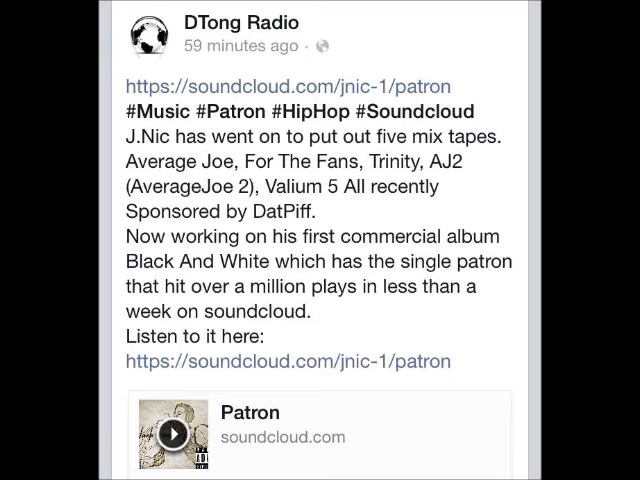 DTong Radio
59 minutes ago ·
https://soundcloud.com/jnic-1/patron
#Music #Patron #HipHop #Soundcloud
J.Nic has went on to put out five mix tapes.
Average Joe, For The Fans, Trinity, AJ2
(AverageJoe 2), Valium 5 All recently
Sponsored by DatPiff.
Now working on his first commercial album
Black And White which has the single patron
that hit over a million plays in less than a
week on soundcloud.
Listen to it here:
https://soundcloud.com/jnic-1/patron
Patron
soundcloud.com